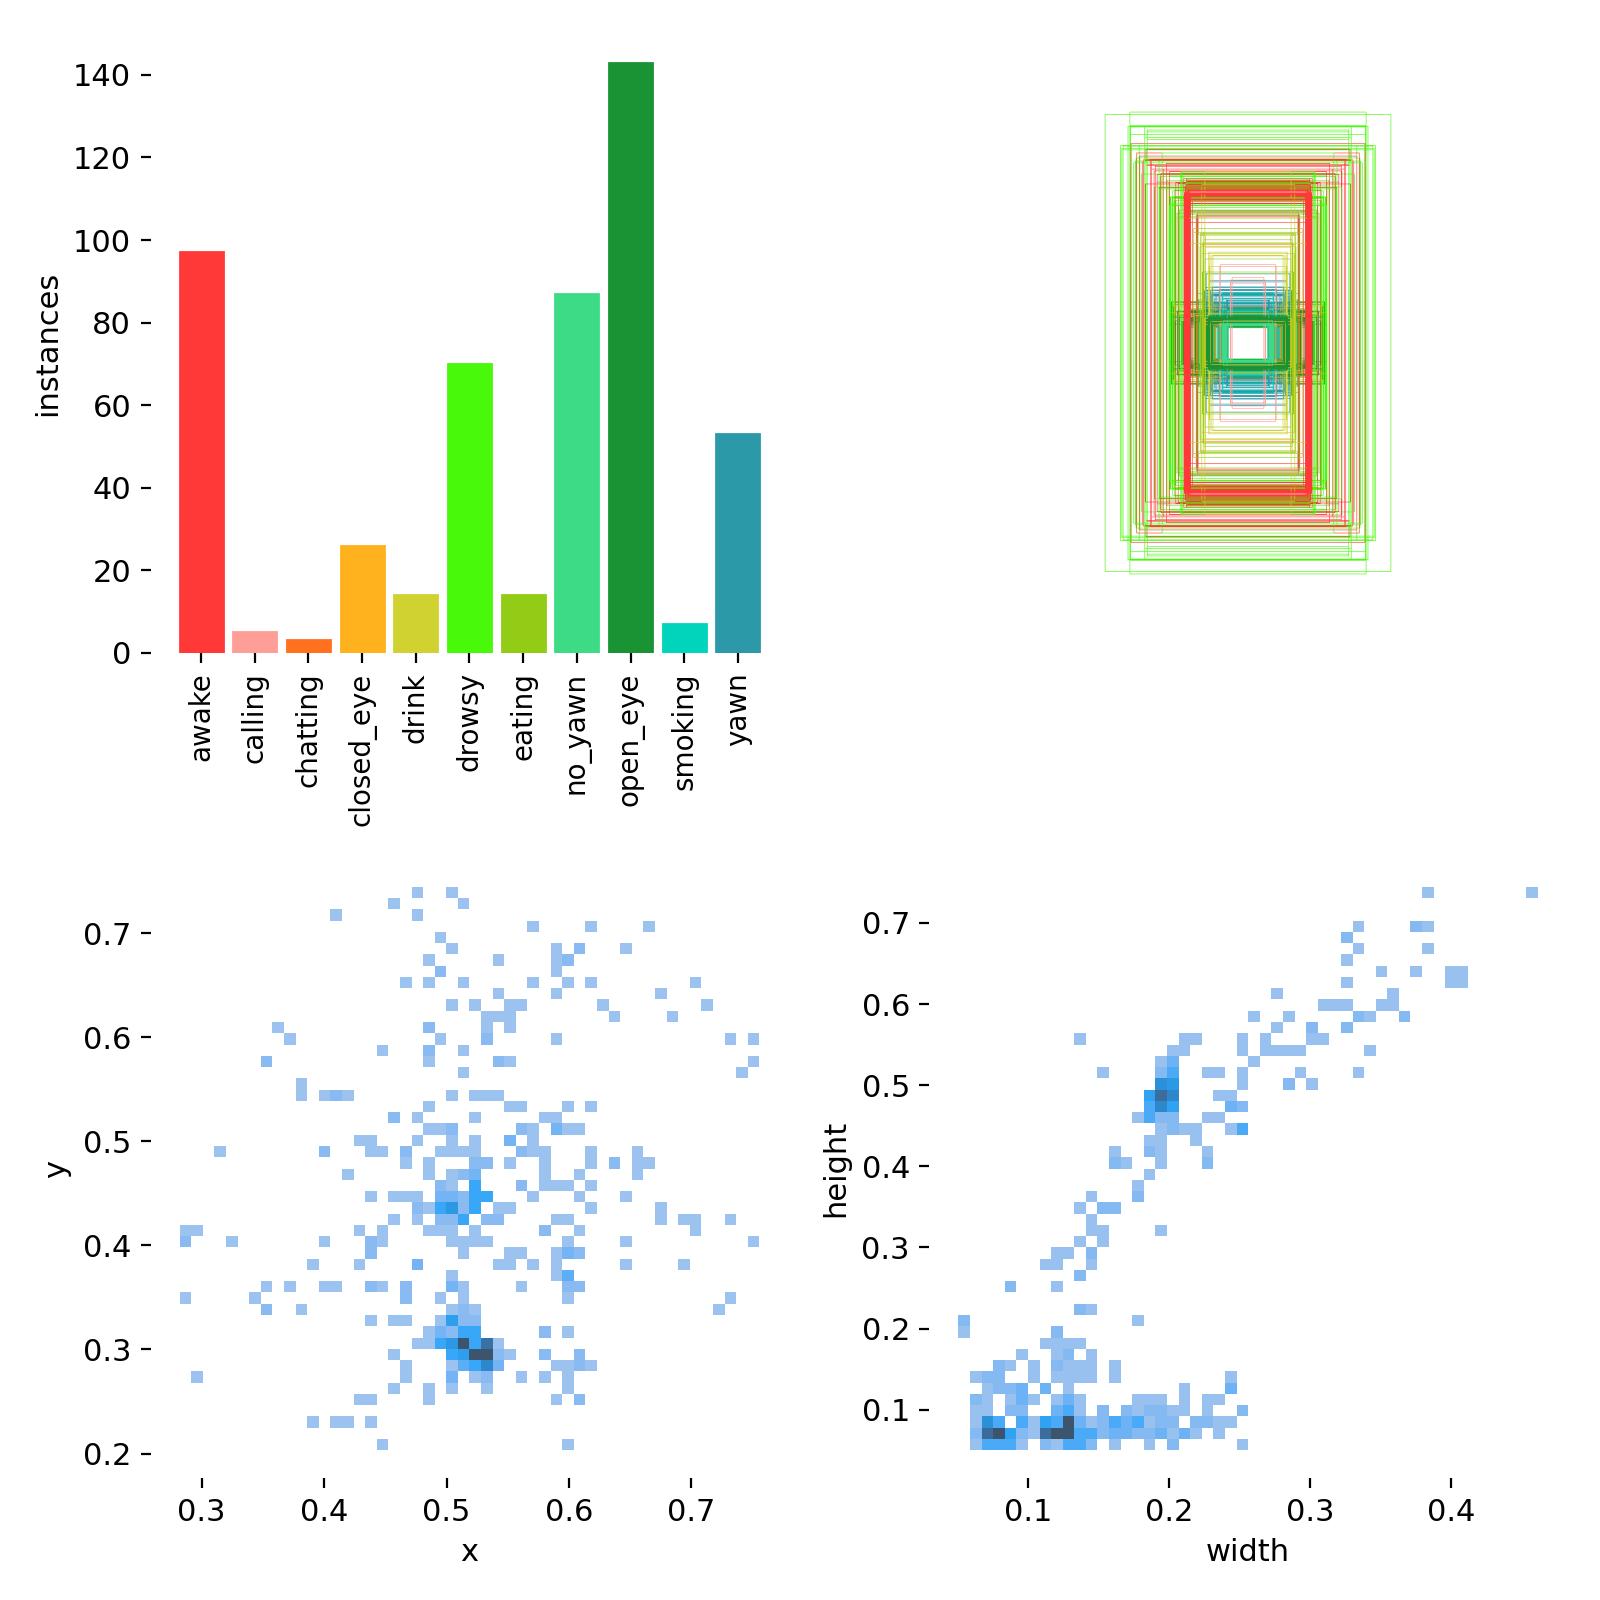 140
120
100
80
60
40
20
0
instances
awake
calling
chatting
closed_eye
drink
drowsy
eating
no_yawn
open_eye
smoking
yawn
0.7
0.6
0.5
0.4
0.3
0.2
y
0.3 0.4 0.5 0.6 0.7
x
0.7
0.6
0.5
0.4
0.3
0.2
0.1
height
0.1 0.2 0.3 0.4
width